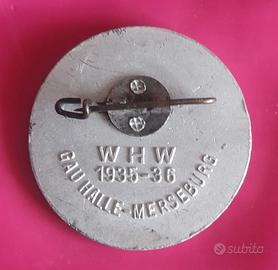 WHW
1935-36
GAU HALLE-MERSEBURG
subito